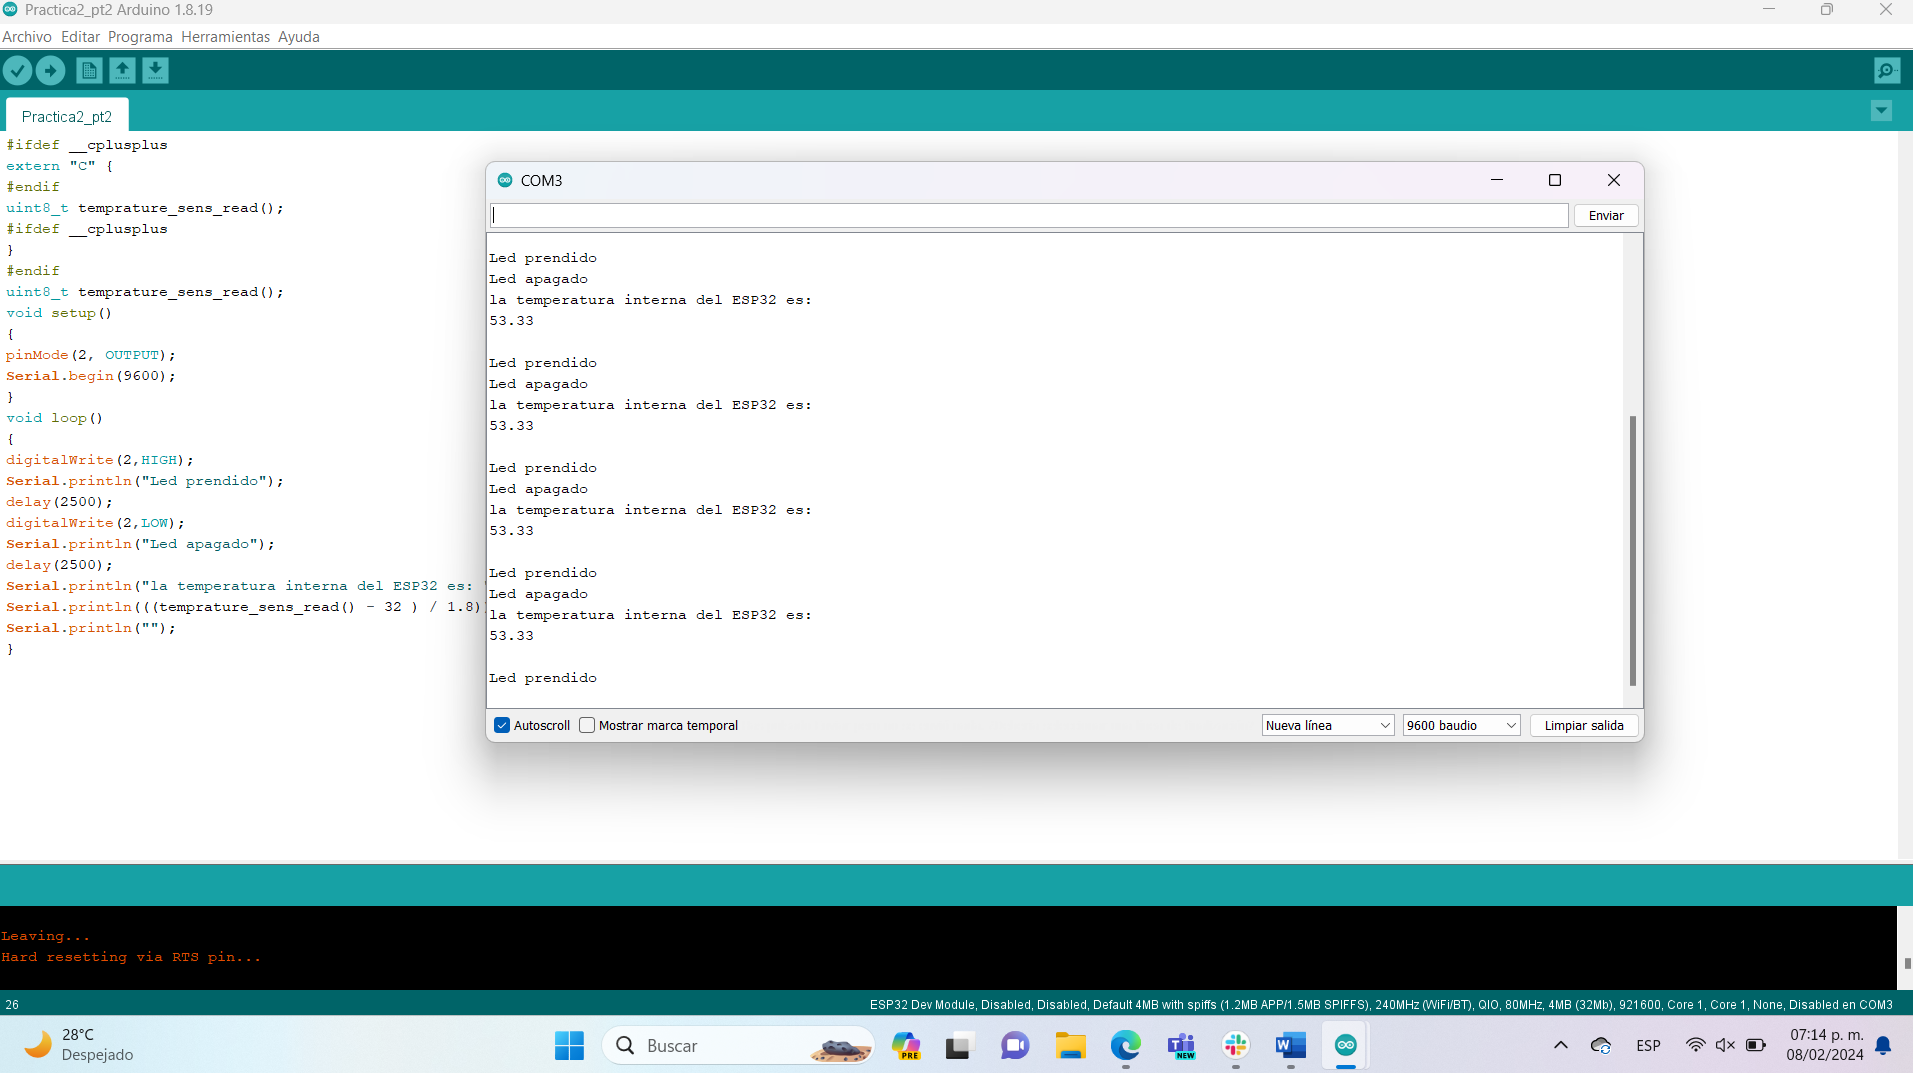 Practica2_pt2 Arduino 1.8.19
Archivo Editar Programa Herramientas Ayuda
Practica2_pt2
#ifdef __cplusplus
extern "C" {
#endif
uint8_t temprature_sens_read();
#ifdef __cplusplus
}
#endif
uint8_t temprature_sens_read();
void setup()
{
pinMode(2, OUTPUT);
Serial.begin(9600);
}
void loop()
{
digitalWrite(2,HIGH);
Serial.println("Led prendido");
delay(2500);
digitalWrite(2,LOW);
Serial.println("Led apagado");
delay(2500);
Serial.println("la temperatura interna del ESP32 es: 
Serial.println(((temprature_sens_read() - 32 ) / 1.8)
Serial.println("");
}
COM3
Enviar
Led prendido
Led apagado
la temperatura interna del ESP32 es:
53.33
Led prendido
Led apagado
la temperatura interna del ESP32 es:
53.33
Led prendido
Led apagado
la temperatura interna del ESP32 es:
53.33
Led prendido
Led apagado
la temperatura interna del ESP32 es:
53.33
Led prendido
Autoscroll Mostrar marca temporal Nueva línea 9600 baudio Limpiar salida
Leaving...
Hard resetting via RTS pin...
26 ESP32 Dev Module, Disabled, Disabled, Default 4MB with spiffs (1.2MB APP/1.5MB SPIFFS), 240MHz (WiFi/BT), QIO, 80MHz, 4MB (32Mb), 921600, Core 1, Core 1, None, Disabled en COM3
28°C
Despejado
Buscar
PRE
NEW
ESP
07:14 p. m.
08/02/2024